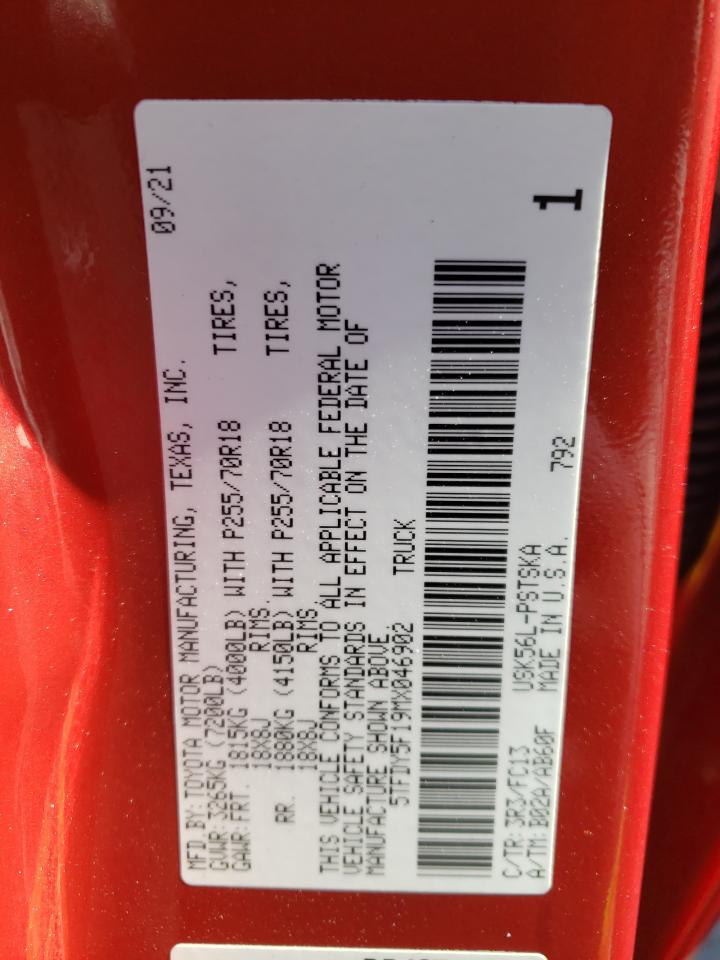 MFD BY: TOYOTA MOTOR MANUFACTURING, TEXAS, INC. 09/21
GVWR: 3265KG (7200LB)
GAWR: FRT. 1815KG (4000LB) WITH P255/70R18 TIRES,
18X8J RIMS,
RR. 1880KG (4150LB) WITH P255/70R18 TIRES,
18X8J RIMS,
THIS VEHICLE CONFORMS TO ALL APPLICABLE FEDERAL MOTOR
VEHICLE SAFETY STANDARDS IN EFFECT ON THE DATE OF
MANUFACTURE SHOWN ABOVE.
5TFDY5F19MX046902 TRUCK
C/TR: 3R3/FC13 USK56L-PSTSKA 792
A/TM: B02A/AB60F MADE IN U.S.A.
1